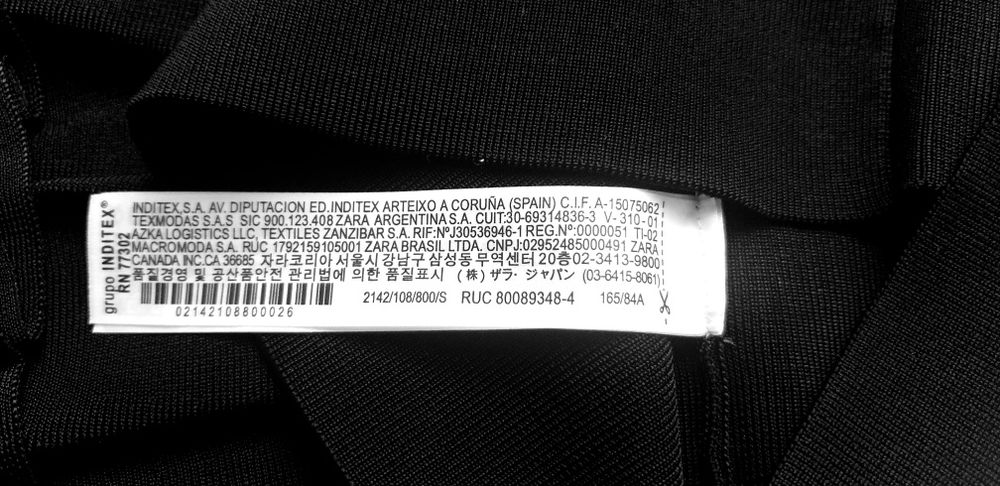 grupo INDITEX®
RN 77302
INDITEX,S.A. AV. DIPUTACION ED.INDITEX ARTEIXO A CORUÑA (SPAIN) C.I.F. A-15075062
TEXMODAS S.A.S SIC 900.123.408 ZARA ARGENTINA S.A. CUIT:30-69314836-3 V-310-01
AZKA LOGISTICS LLC, TEXTILES ZANZIBAR S.A. RIF:NºJ30536946-1 REG.Nº:0000051 TI-02
MACROMODA S.A. RUC 1792159105001 ZARA BRASIL LTDA. CNPJ:02952485000491 ZARA
CANADA INC.CA 36685 자라코리아 서울시 강남구 삼성동 무역센터 20층02-3413-9800
품질경영 및 공산품안전 관리법에 의한 품질표시 (株) ザラ・ジャパン (03-6415-8061)
2142/108/800/S RUC 80089348-4 165/84A
02142108800026